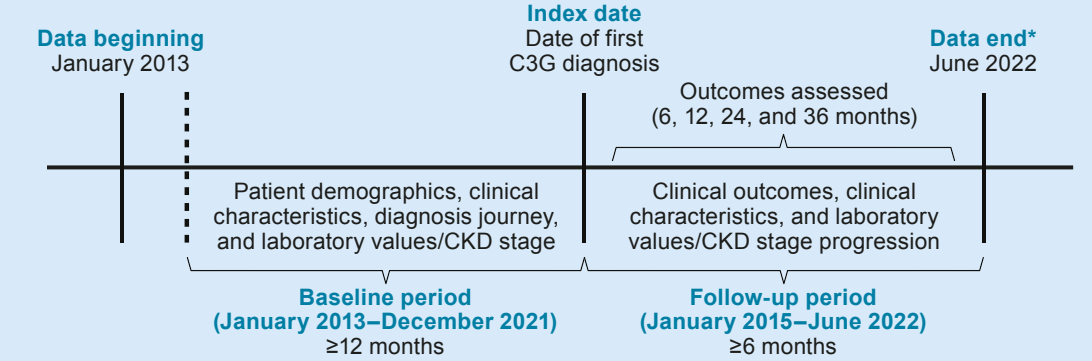 Data beginning
January 2013
Index date
Date of first
C3G diagnosis
Data end*
June 2022
Outcomes assessed
(6, 12, 24, and 36 months)
Patient demographics, clinical
characteristics, diagnosis journey,
and laboratory values/CKD stage
Clinical outcomes, clinical
characteristics, and laboratory
values/CKD stage progression
Baseline period
(January 2013–December 2021)
≥12 months
Follow-up period
(January 2015–June 2022)
≥6 months